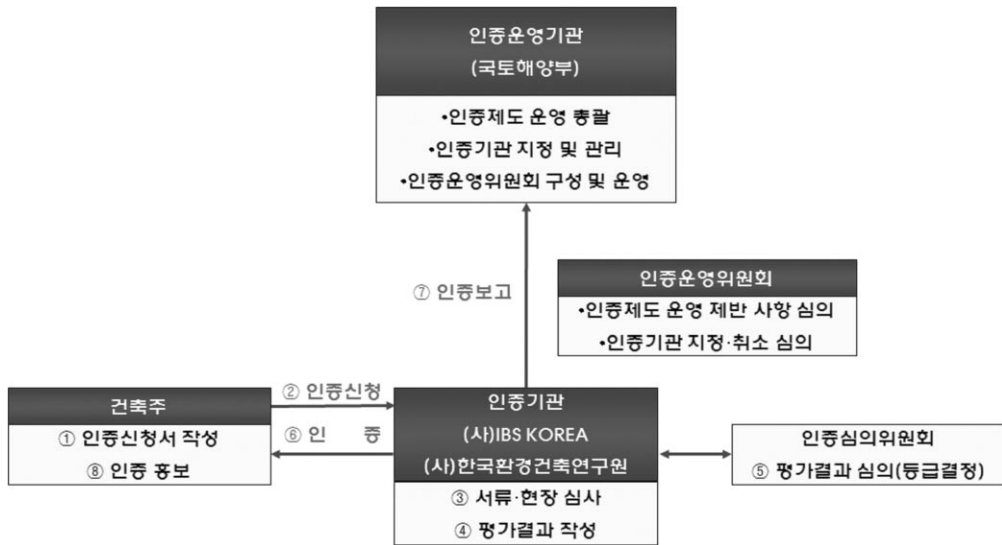 인증운영기관
(국토해양부)
•인증제도 운영 총괄
•인증기관 지정 및 관리
•인증운영위원회 구성 및 운영
⑦ 인증보고
인증운영위원회
•인증제도 운영 제반 사항 심의
•인증기관 지정·취소 심의
건축주
① 인증신청서 작성
⑧ 인증 홍보
② 인증신청
⑥ 인 증
인증기관
(사)IBS KOREA
(사)한국환경건축연구원
③ 서류·현장 심사
④ 평가결과 작성
인증심의위원회
⑤ 평가결과 심의(등급결정)